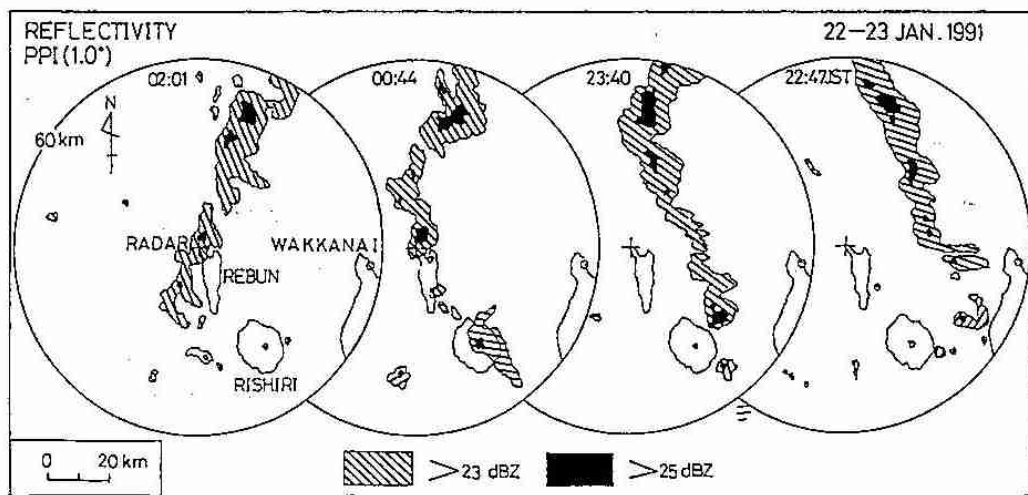 REFLECTIVITY
PPI(1.0°)
22-23 JAN. 1991
02:01
00:44
23:40
22:47JST
N
60km
RADAR
WAKKANAI
REBUN
RISHIRI
0 20 km
>23 dBZ
>25 dBZ